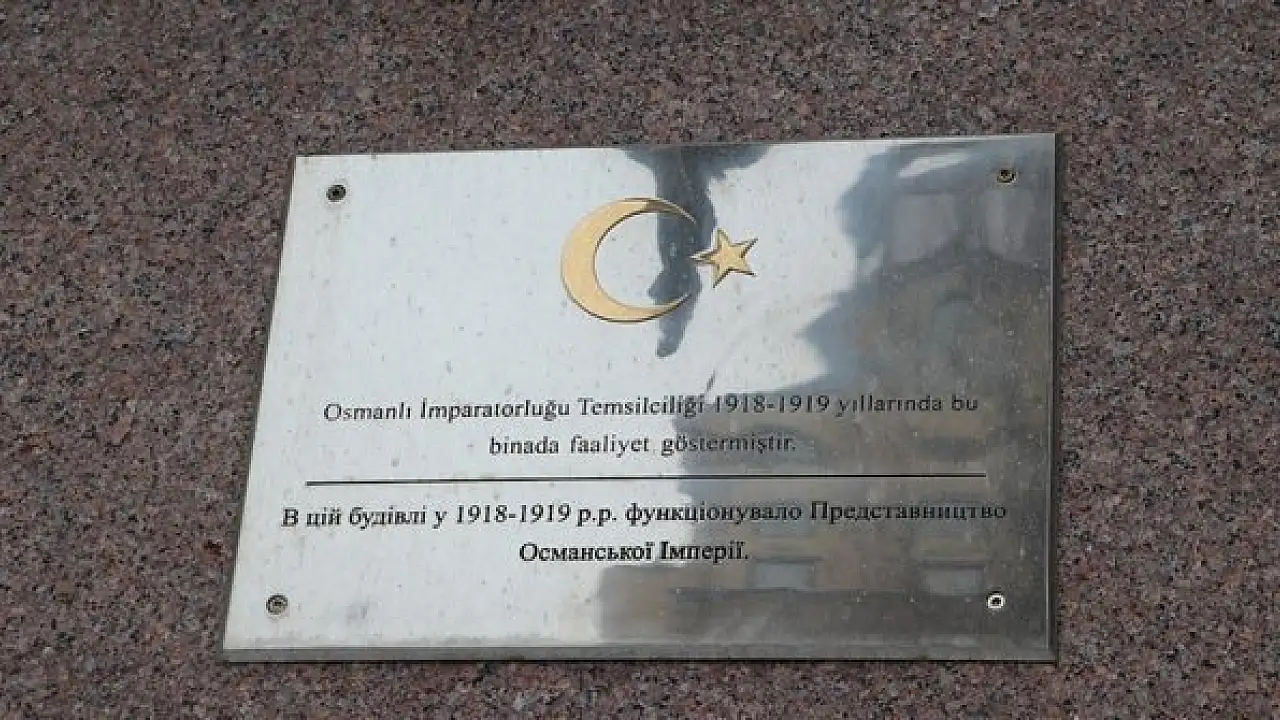 Osmanlı İmparatorluğu Temsilciliği 1918-1919 yıllarında bu
binada faaliyet göstermiştir.
В цій будівлі у 1918-1919 р.р. функціонувало Представництво
Османської Імперії.